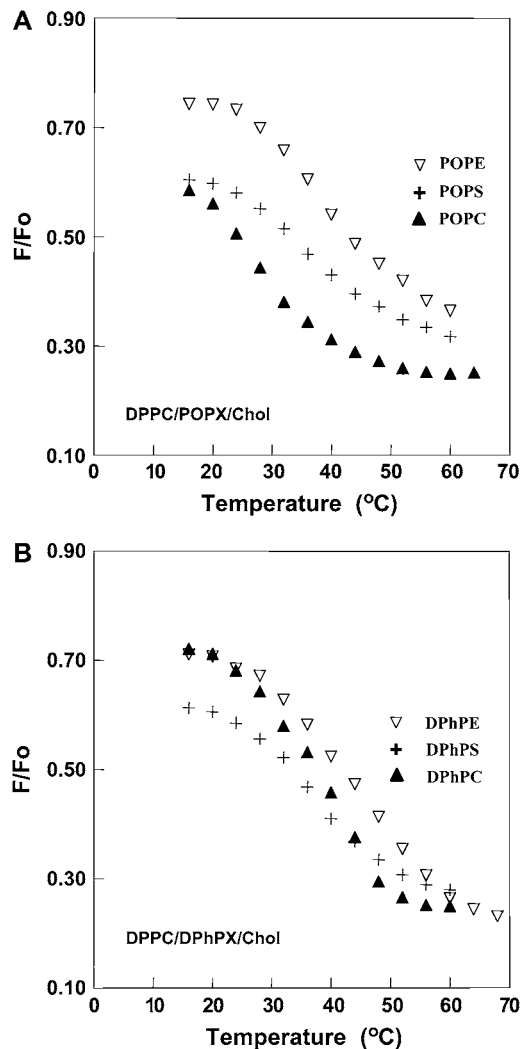 A
0.90
0.70
0.50
0.30
0.10
F/Fo
POPE
POPS
POPC
DPPC/POPX/Chol
0 10 20 30 40 50 60 70
Temperature (°C)
B
0.90
0.70
0.50
0.30
0.10
F/Fo
DPhPE
DPhPS
DPhPC
DPPC/DPhPX/Chol
0 10 20 30 40 50 60 70
Temperature (°C)